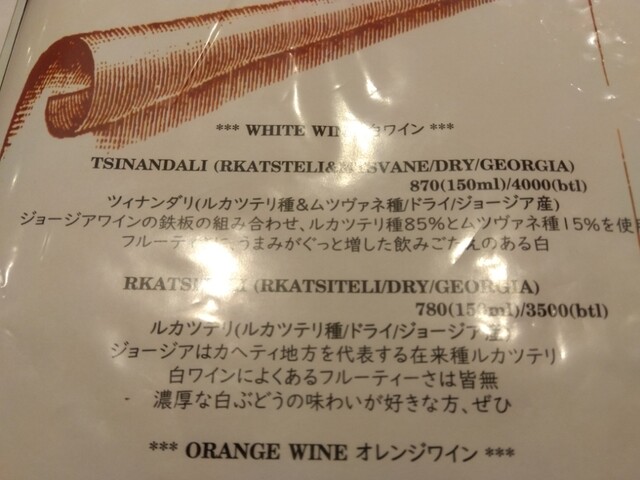 *** WHITE 白ワイン ***
TSINANDALI (RKATSTELI& /DRY/GEORGIA)
870(150ml)/4000(btl)
ツィナンダリ(ルカツテリ種&ムツヴァネ種/ドライ/ジョージア産)
ジョージアワインの鉄板の組み合わせ、ルカツテリ種85%とムツヴァネ種15%を使
うまみがぐっと増した飲みごたえのある白
(RKATSITELI/DRY/GEORGIA)
780(150ml)/3500(btl)
ルカツテリ(ルカツテリ種/ドライ/ジョージア産)
ジョージアはカヘティ地方を代表する在来種ルカツテリ
白ワインによくあるフルーティーさは皆無
- 濃厚な白ぶどうの味わいが好きな方、ぜひ
*** ORANGE WINE オレンジワイン ***